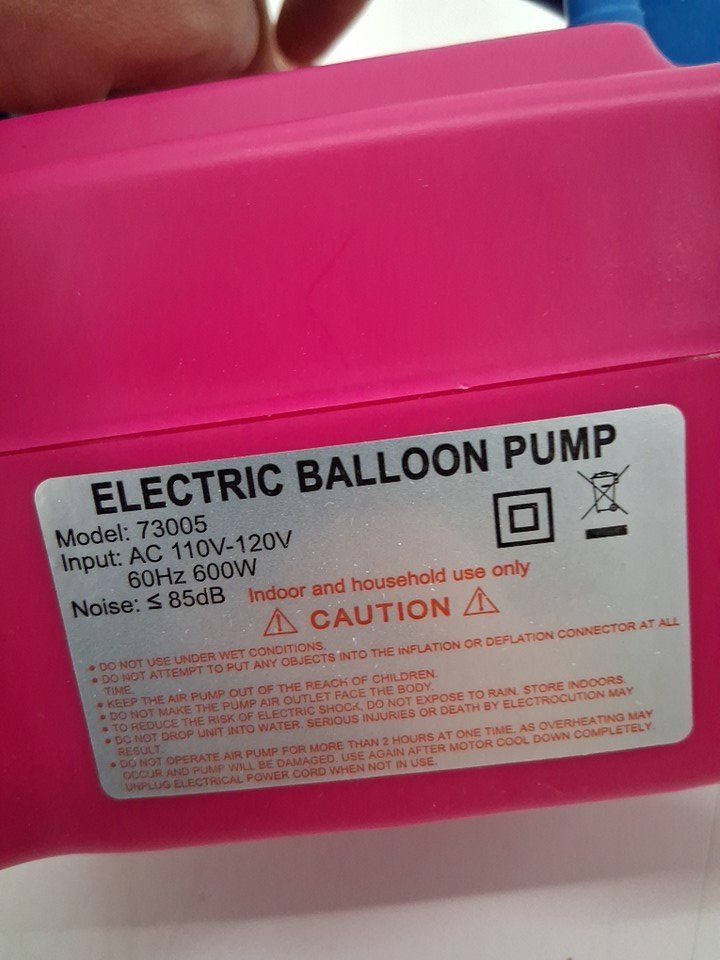 ELECTRIC BALLOON PUMP
Model: 73005
Input: AC 110V-120V
60Hz 600W
Noise: ≤ 85dB
Indoor and household use only
⚠ CAUTION ⚠
• DO NOT USE UNDER WET CONDITIONS.
• DO NOT ATTEMPT TO PUT ANY OBJECTS INTO THE INFLATION OR DEFLATION CONNECTOR AT ALL
TIME.
• KEEP THE AIR PUMP OUT OF THE REACH OF CHILDREN.
• DO NOT MAKE THE PUMP AIR OUTLET FACE THE BODY.
• TO REDUCE THE RISK OF ELECTRIC SHOCK, DO NOT EXPOSE TO RAIN. STORE INDOORS.
• DO NOT DROP UNIT INTO WATER. SERIOUS INJURIES OR DEATH BY ELECTROCUTION MAY
RESULT.
• DO NOT OPERATE AIR PUMP FOR MORE THAN 2 HOURS AT ONE TIME, AS OVERHEATING MAY
OCCUR AND PUMP WILL BE DAMAGED. USE AGAIN AFTER MOTOR COOL DOWN COMPLETELY.
UNPLUG ELECTRICAL POWER CORD WHEN NOT IN USE.